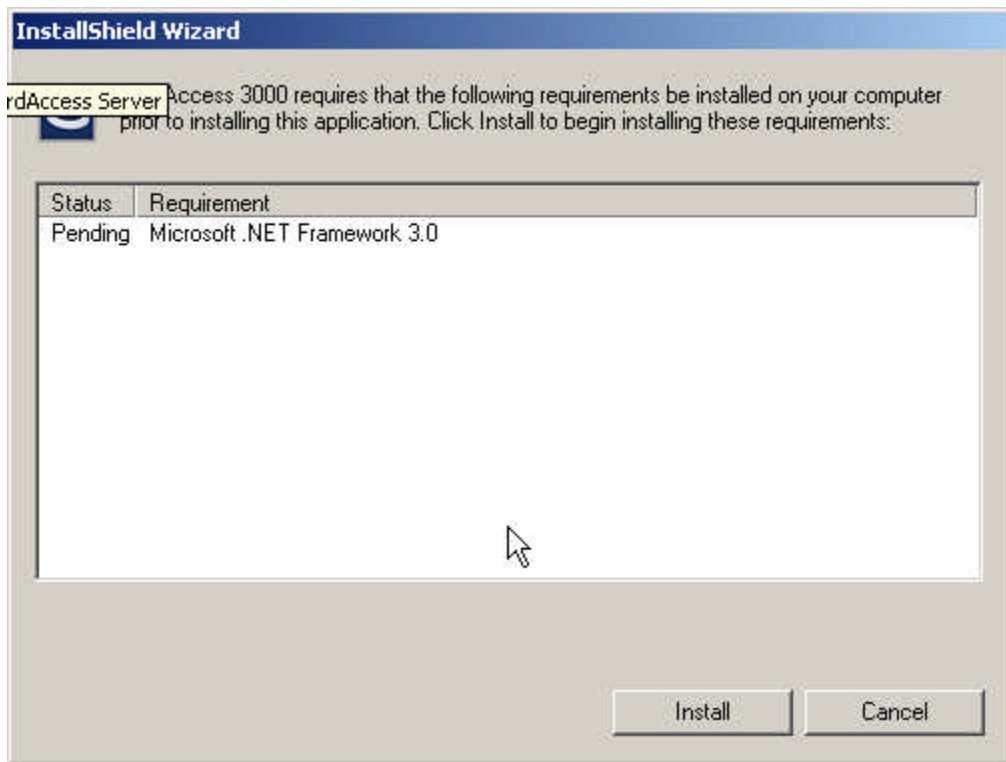 InstallShield Wizard
rdAccess Server
Access 3000 requires that the following requirements be installed on your computer
prior to installing this application. Click Install to begin installing these requirements:
Status Requirement
Pending Microsoft .NET Framework 3.0
Install Cancel